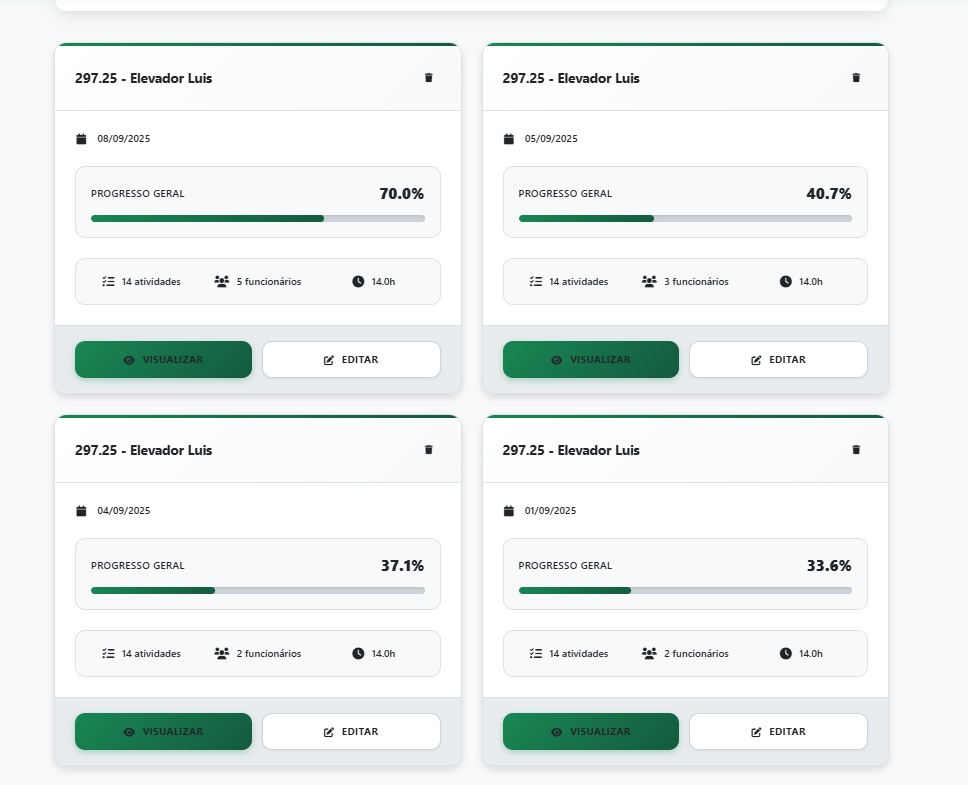 297.25 - Elevador Luis
08/09/2025
PROGRESSO GERAL 70.0%
14 atividades 5 funcionários 14.0h
VISUALIZAR EDITAR
297.25 - Elevador Luis
05/09/2025
PROGRESSO GERAL 40.7%
14 atividades 3 funcionários 14.0h
VISUALIZAR EDITAR
297.25 - Elevador Luis
04/09/2025
PROGRESSO GERAL 37.1%
14 atividades 2 funcionários 14.0h
VISUALIZAR EDITAR
297.25 - Elevador Luis
01/09/2025
PROGRESSO GERAL 33.6%
14 atividades 2 funcionários 14.0h
VISUALIZAR EDITAR